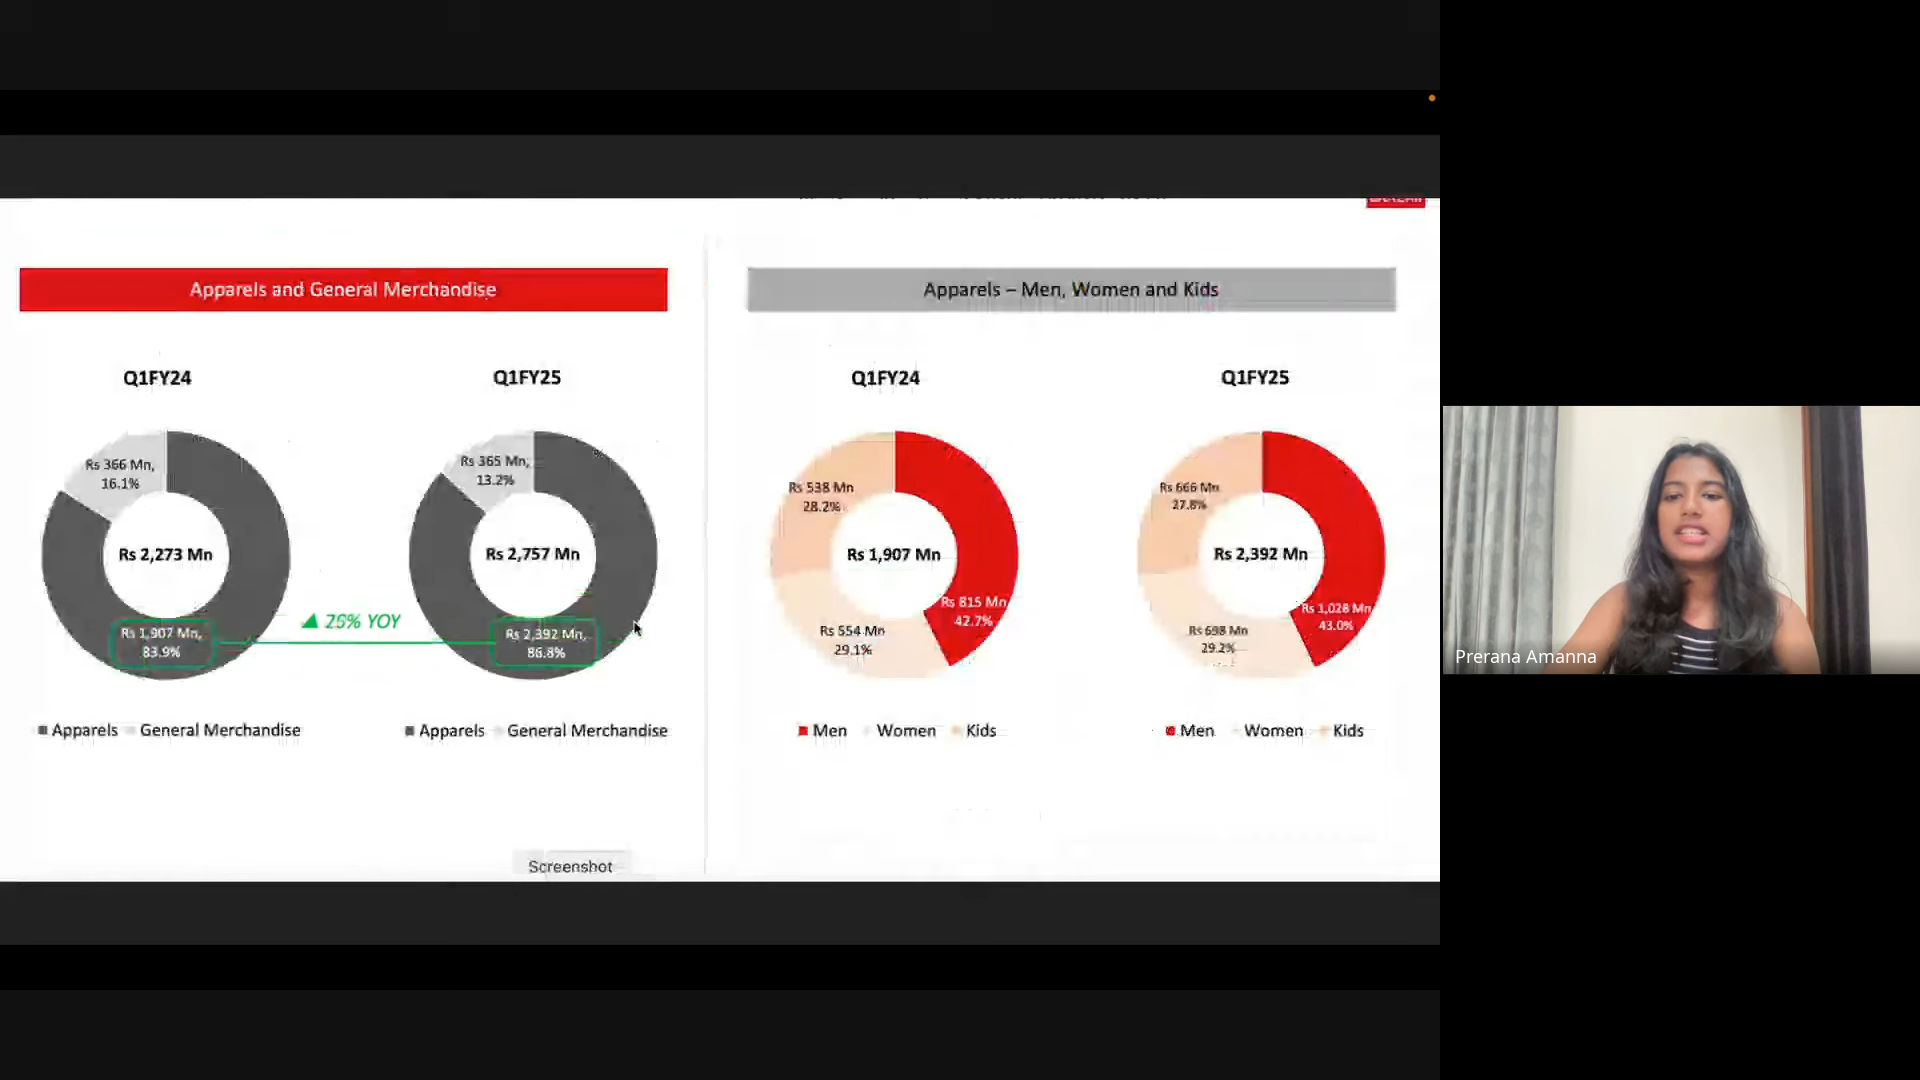 Apparels and General Merchandise
Apparels – Men, Women and Kids
Q1FY24
Q1FY25
Q1FY24
Q1FY25
Rs 366 Mn,
16.1%
Rs 2,273 Mn
Rs 1,907 Mn,
83.9%
25% YOY
Rs 365 Mn,
13.2%
Rs 2,757 Mn
Rs 2,392 Mn,
86.8%
Rs 538 Mn
28.2%
Rs 1,907 Mn
Rs 815 Mn
42.7%
Rs 554 Mn
29.1%
Rs 666 Mn
27.8%
Rs 2,392 Mn
Rs 1,028 Mn
43.0%
Rs 698 Mn
29.2%
Apparels General Merchandise
Apparels General Merchandise
Men Women Kids
Men Women Kids
Screenshot
Prerana Amanna